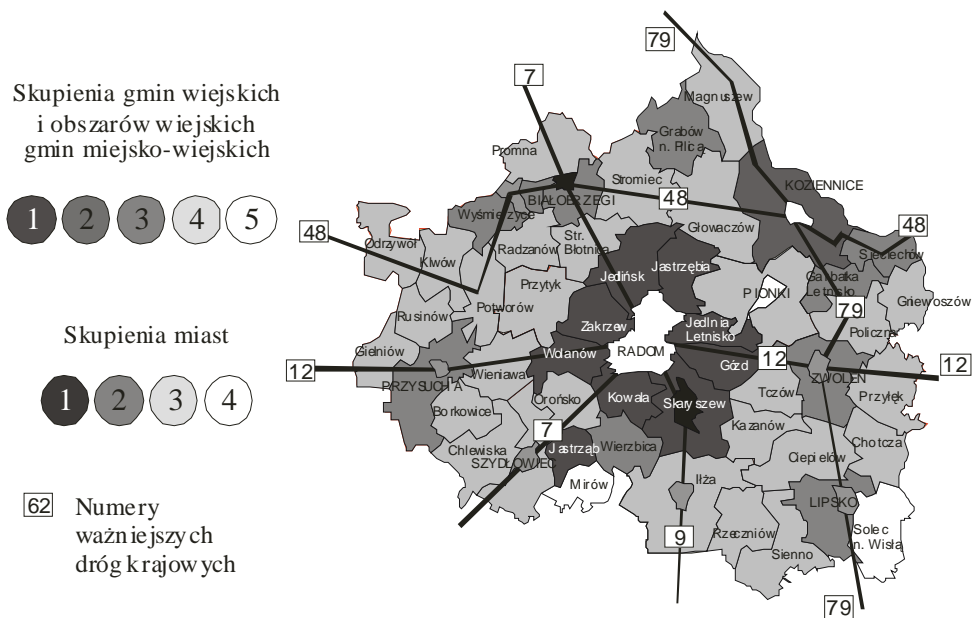 Skupienia gmin wiejskich
i obszarów wiejskich
gmin miejsko-wiejskich
1 2 3 4 5
Skupienia miast
1 2 3 4
62 Numery
ważniejszych
dróg krajowych
79
7
Magnuszew
Grabów
n. Plicą
Promna
Stromiec
KOZIENNICE
BIAŁOBRZEGI
48
Wyśmierzyce
Głowaczów
48
48
Sieciechów
Odrzywół
Radzanów
Str.
Błotnica
Klwów
Jedlińsk
Jastrzębia
Garbatka
Letnisko
PIONKI
Gniewoszów
Przytyk
Potworów
79
Rusinów
Zakrzew
Jedlnia
Letnisko
Policzna
Gielniów
Wolanów
RADOM
12
12
12
Wieniawa
Gózd
ZWOLEŃ
PRZYSUCHA
Tczów
Przyłęk
Orońsko
Kowala
Skaryszew
Borkowice
7
Kazanów
Chotcza
Chlewiska
Jastrząb
Wierzbica
Ciepielów
SZYDŁOWIEC
Mirów
Iłża
LIPSKO
Rzeczniów
Solec
n. Wisłą
9
Sienno
79